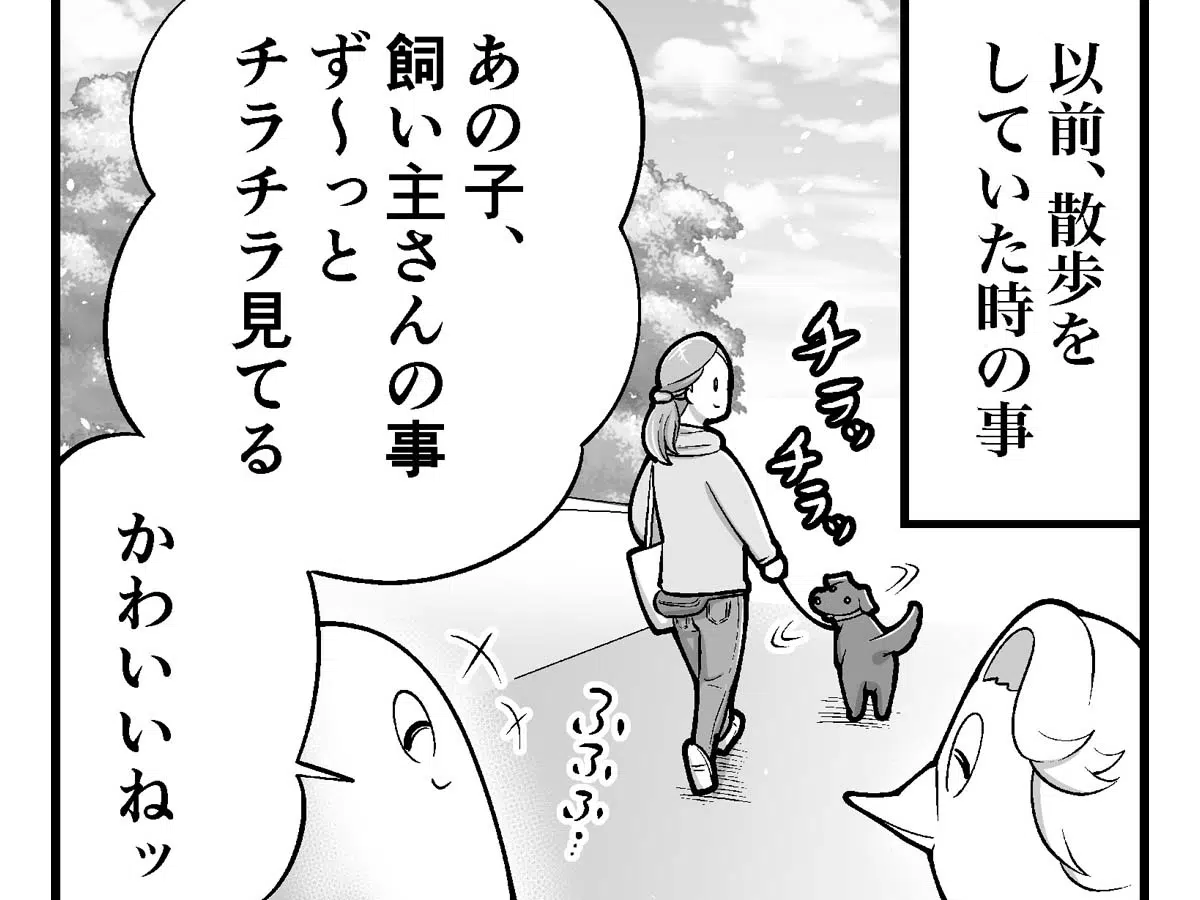 以前、散歩を
していた時の事
あの子、
飼い主さんの事
ず〜っと
チラチラ見てる
かわいいねッ
チラッ
チラッ
ふふふ…